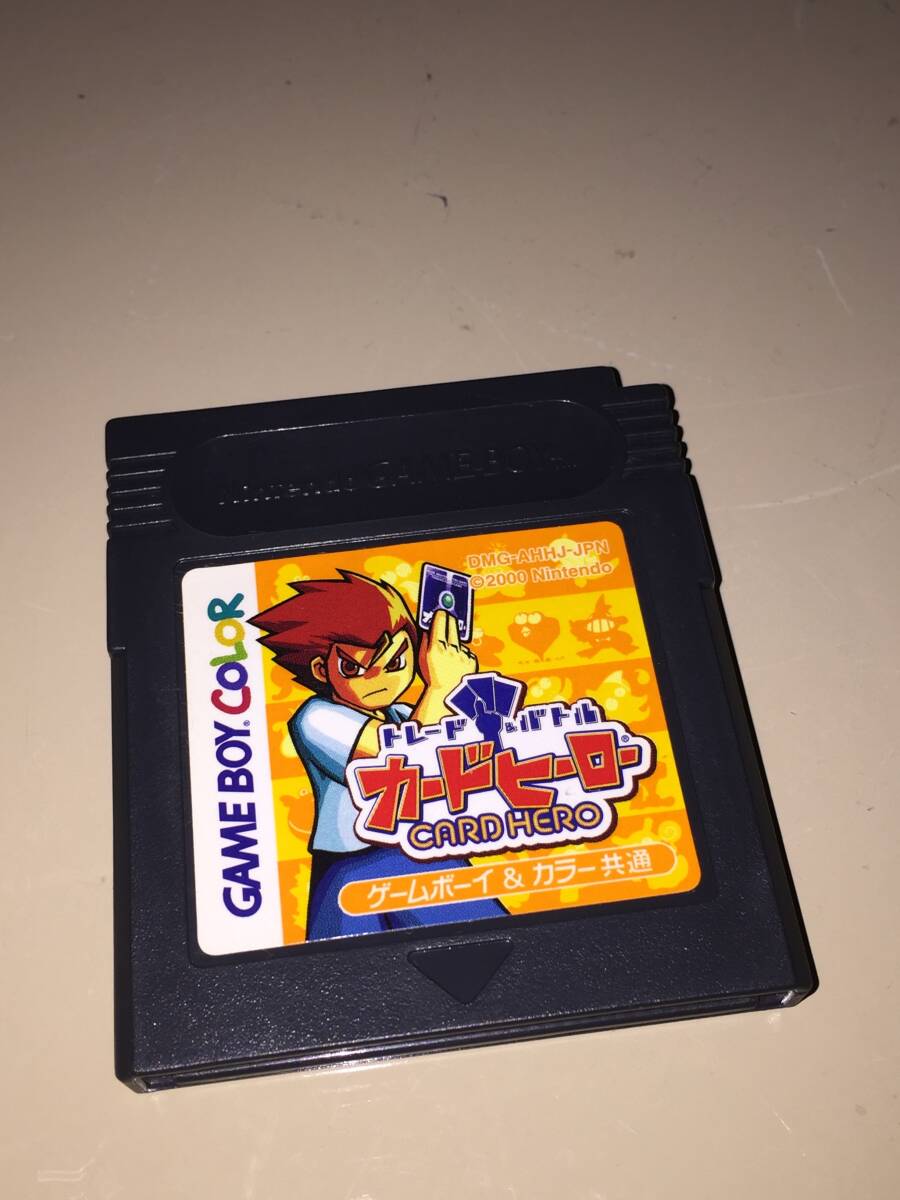 Nintendo GAME BOY
DMG-AHHJ-JPN
©2000 Nintendo
GAME BOY COLOR
トレード&バトル
カードヒーロー®
CARD HERO
ゲームボーイ & カラー共通